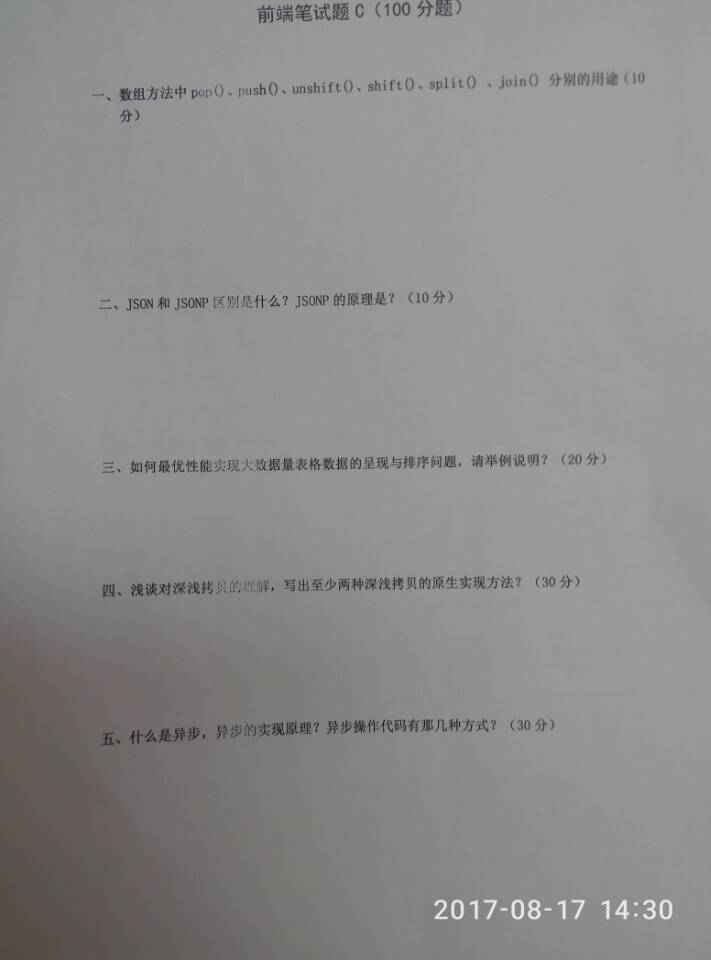 前端笔试题 C（100 分题）
一、数组方法中 pop()、push()、unshift()、shift()、split() 、join() 分别的用途（10
分）
二、JSON 和 JSONP 区别是什么？JSONP 的原理是？（10 分）
三、如何最优性能实现大数据量表格数据的呈现与排序问题，请举例说明？（20 分）
四、浅谈对深浅拷贝的理解，写出至少两种深浅拷贝的原生实现方法？（30 分）
五、什么是异步，异步的实现原理？异步操作代码有那几种方式？（30 分）
2017-08-17 14:30